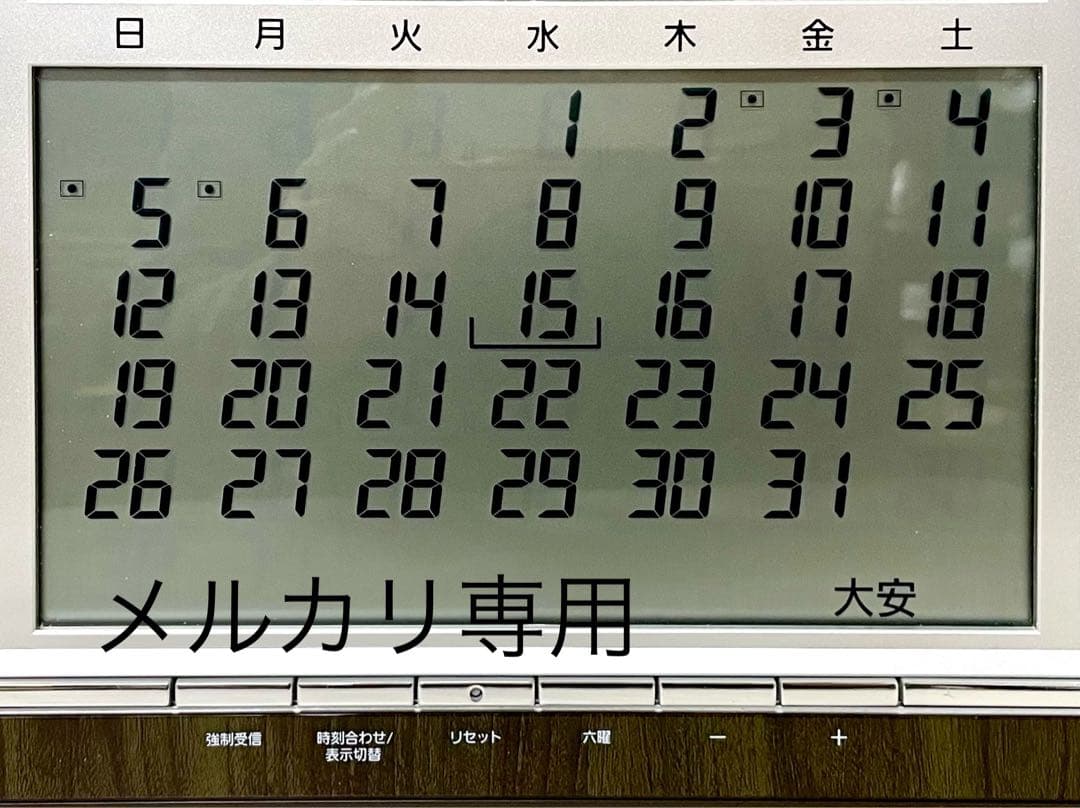 日 月 火 水 木 金 土
1 2 3 4
5 6 7 8 9 10 11
12 13 14 15 16 17 18
19 20 21 22 23 24 25
26 27 28 29 30 31
メルカリ専用 大安
強制受信 時刻合わせ/ リセット 六曜 － ＋
表示切替